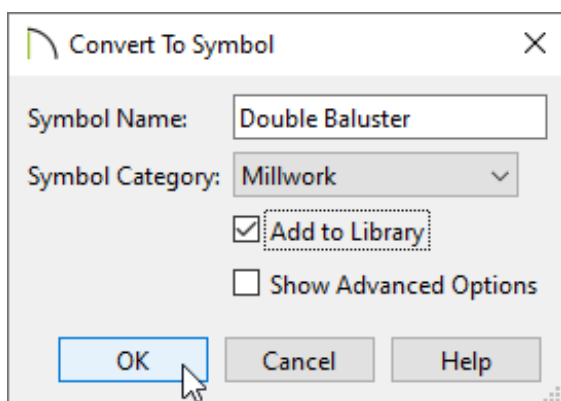 Convert To Symbol
Symbol Name: Double Baluster
Symbol Category: Millwork
Add to Library
Show Advanced Options
OK Cancel Help